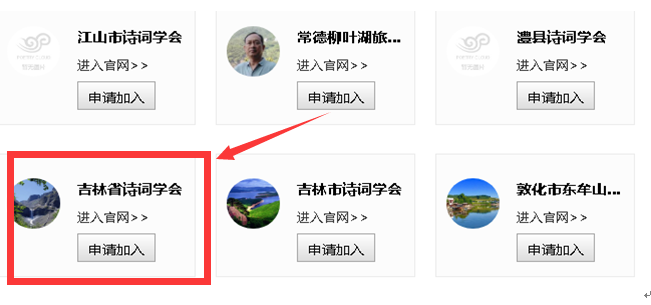 江山市诗词学会
进入官网>>
申请加入
常德柳叶湖旅...
进入官网>>
申请加入
澧县诗词学会
进入官网>>
申请加入
吉林省诗词学会
进入官网>>
申请加入
吉林市诗词学会
进入官网>>
申请加入
敦化市东牟山...
进入官网>>
申请加入